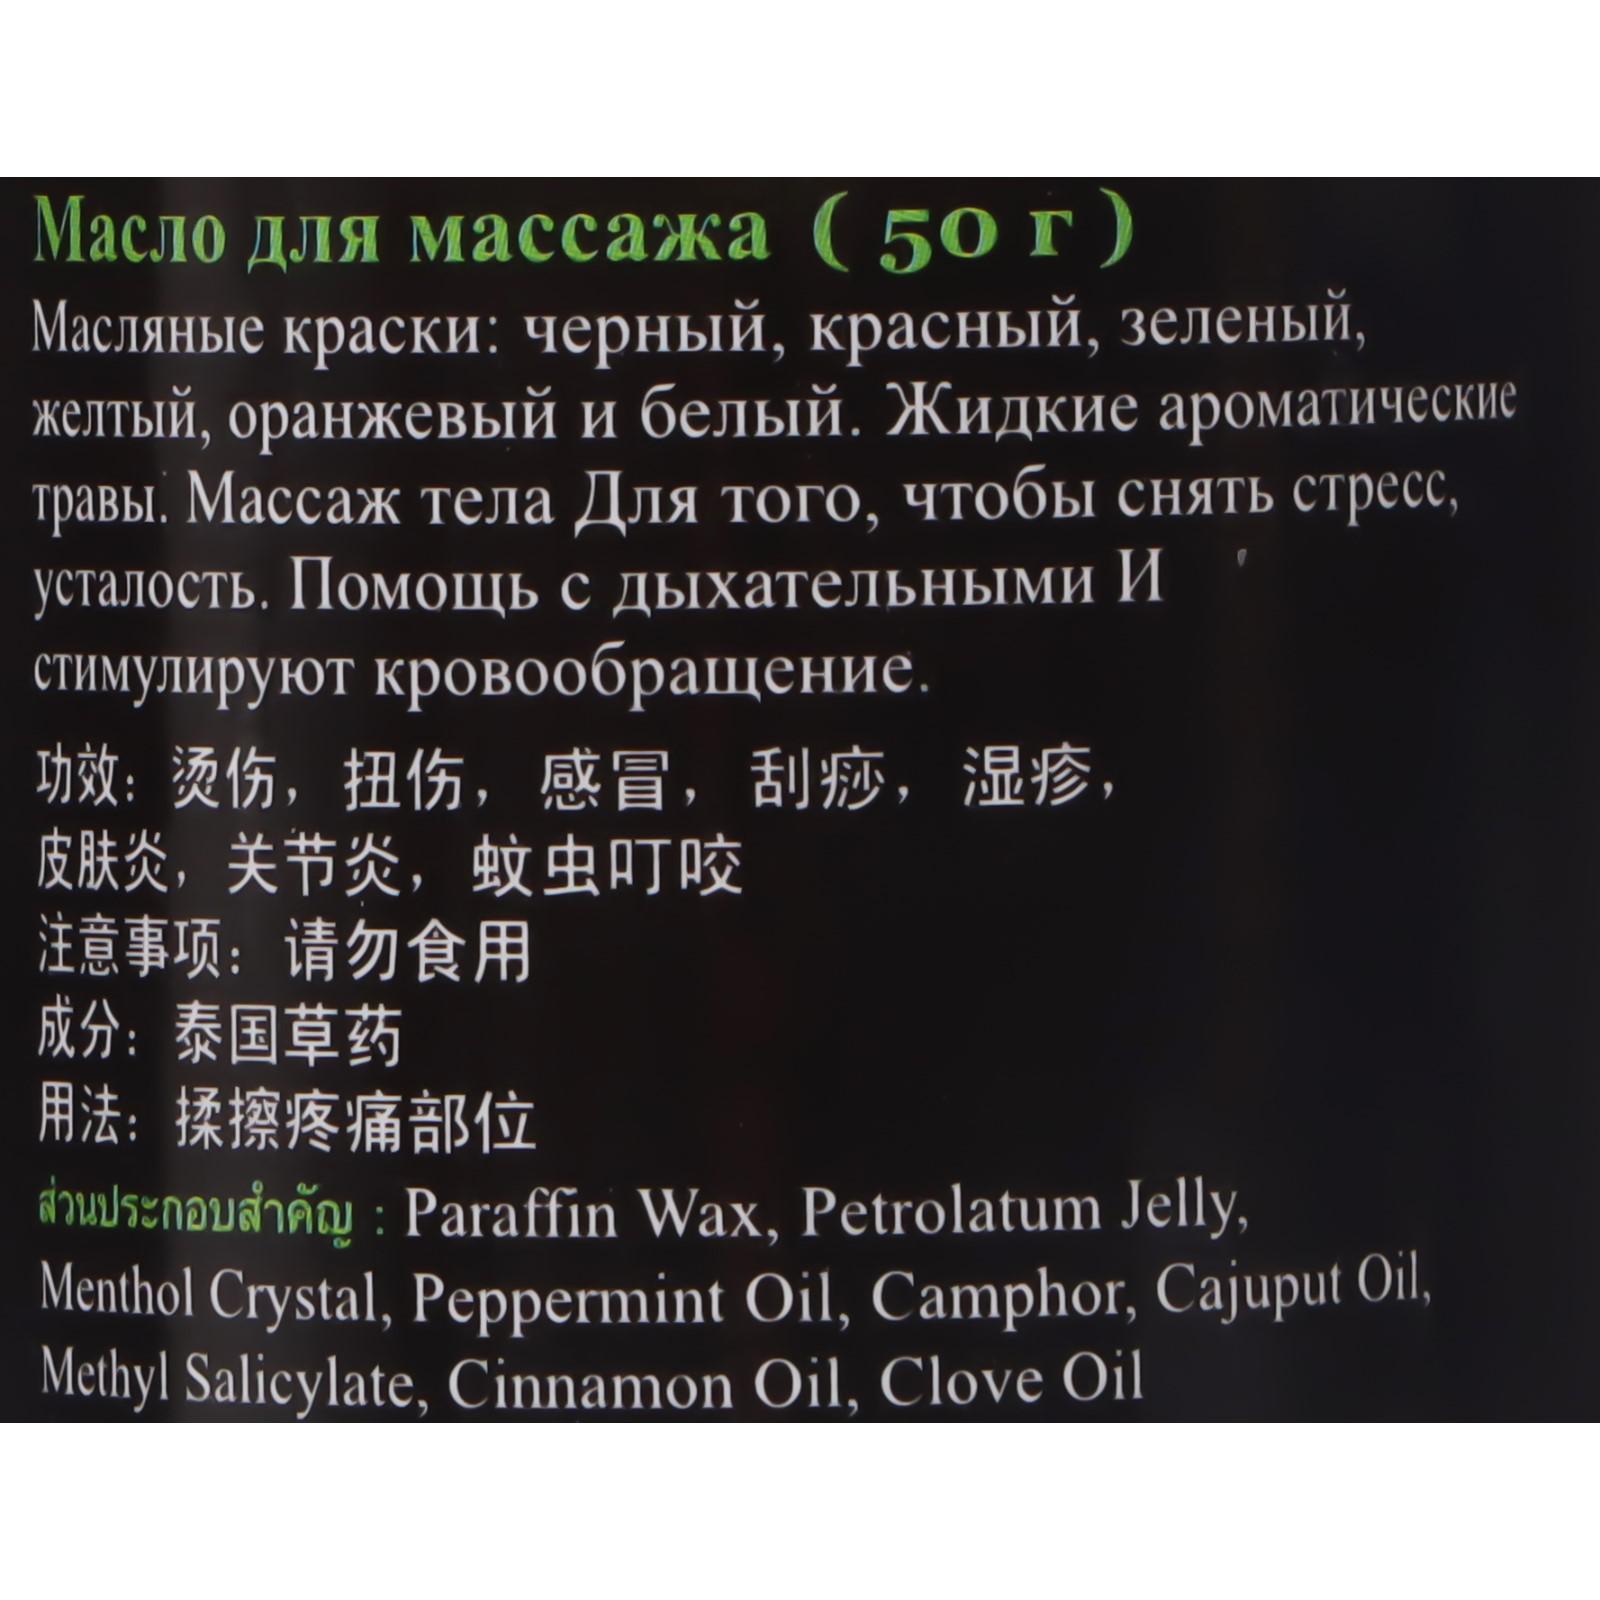 Масло для массажа ( 50 г )
Масляные краски: черный, красный, зеленый,
желтый, оранжевый и белый. Жидкие ароматические
травы. Массаж тела Для того, чтобы снять стресс,
усталость. Помощь с дыхательными И
стимулируют кровообращение.
功效：烫伤，扭伤，感冒，刮痧，湿疹，
皮肤炎，关节炎，蚊虫叮咬
注意事项：请勿食用
成分：泰国草药
用法：揉擦疼痛部位
ส่วนประกอบสำคัญ : Paraffin Wax, Petrolatum Jelly,
Menthol Crystal, Peppermint Oil, Camphor, Cajuput Oil,
Methyl Salicylate, Cinnamon Oil, Clove Oil